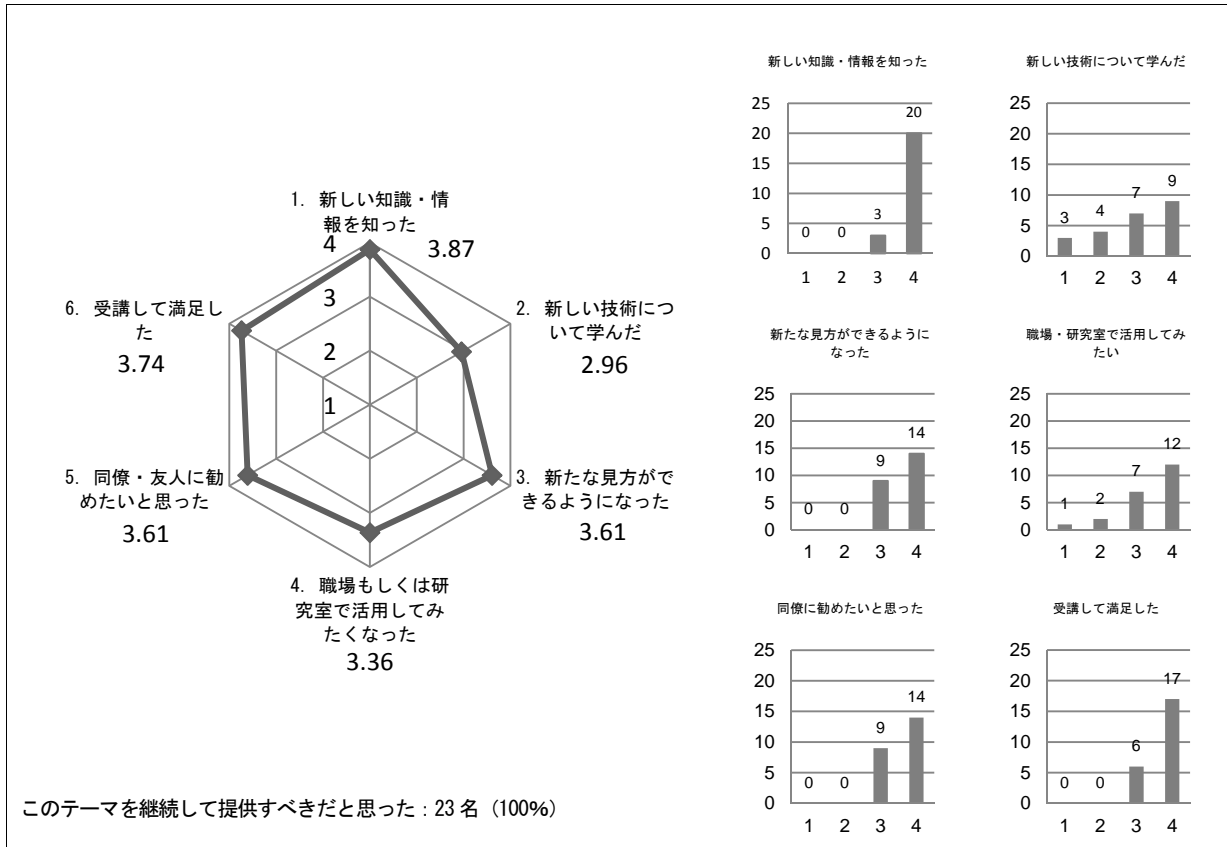 1. 新しい知識・情
報を知った
3.87
2. 新しい技術につ
いて学んだ
2.96
3. 新たな見方がで
きるようになった
3.61
4. 職場もしくは研
究室で活用してみ
たくなった
3.36
5. 同僚・友人に勧
めたいと思った
3.61
6. 受講して満足し
た
3.74
4
3
2
1
このテーマを継続して提供すべきだと思った：23 名 (100%)
新しい知識・情報を知った
25
20
15
10
5
0
0 0 3 20
1 2 3 4
新しい技術について学んだ
25
20
15
10
5
0
3 4 7 9
1 2 3 4
新たな見方ができるように
なった
25
20
15
10
5
0
0 0 9 14
1 2 3 4
職場・研究室で活用してみ
たい
25
20
15
10
5
0
1 2 7 12
1 2 3 4
同僚に勧めたいと思った
25
20
15
10
5
0
0 0 9 14
1 2 3 4
受講して満足した
25
20
15
10
5
0
0 0 6 17
1 2 3 4